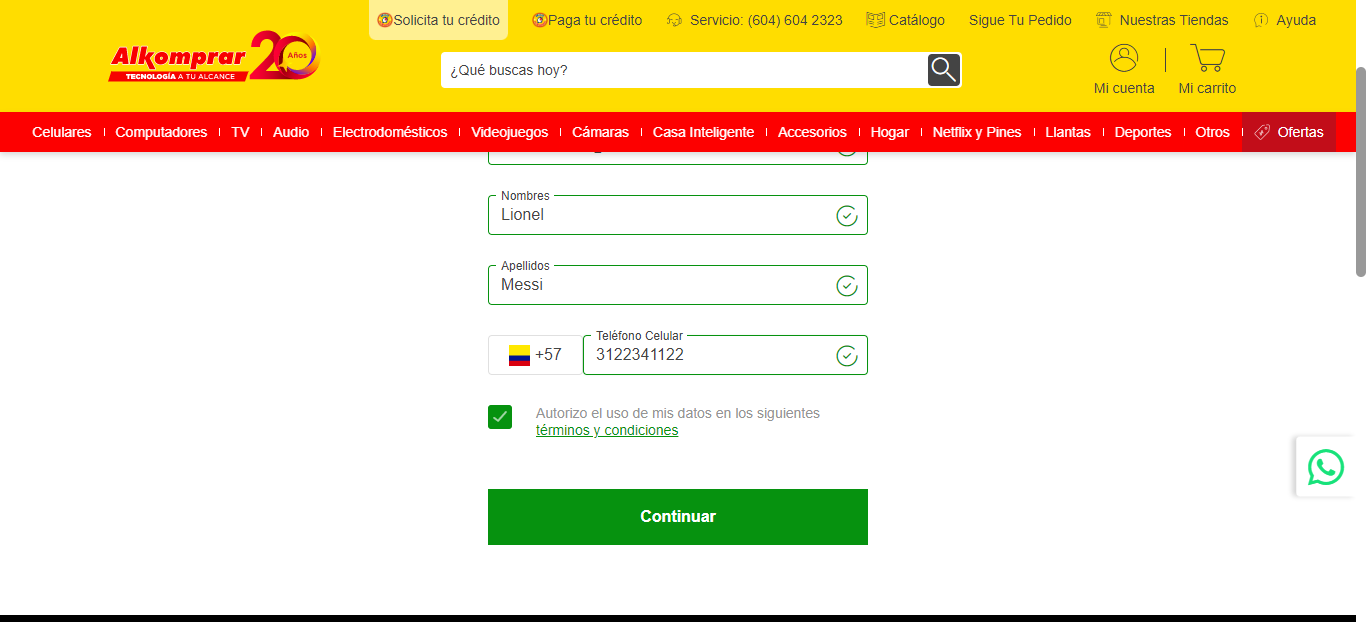 Solicita tu crédito Paga tu crédito Servicio: (604) 604 2323 Catálogo Sigue Tu Pedido Nuestras Tiendas Ayuda
Alkomprar 20 Años
TECNOLOGÍA A TU ALCANCE
¿Qué buscas hoy?
Mi cuenta Mi carrito
Celulares Computadores TV Audio Electrodomésticos Videojuegos Cámaras Casa Inteligente Accesorios Hogar Netflix y Pines Llantas Deportes Otros Ofertas
Nombres
Lionel
Apellidos
Messi
Teléfono Celular
+57 3122341122
Autorizo el uso de mis datos en los siguientes
términos y condiciones
Continuar